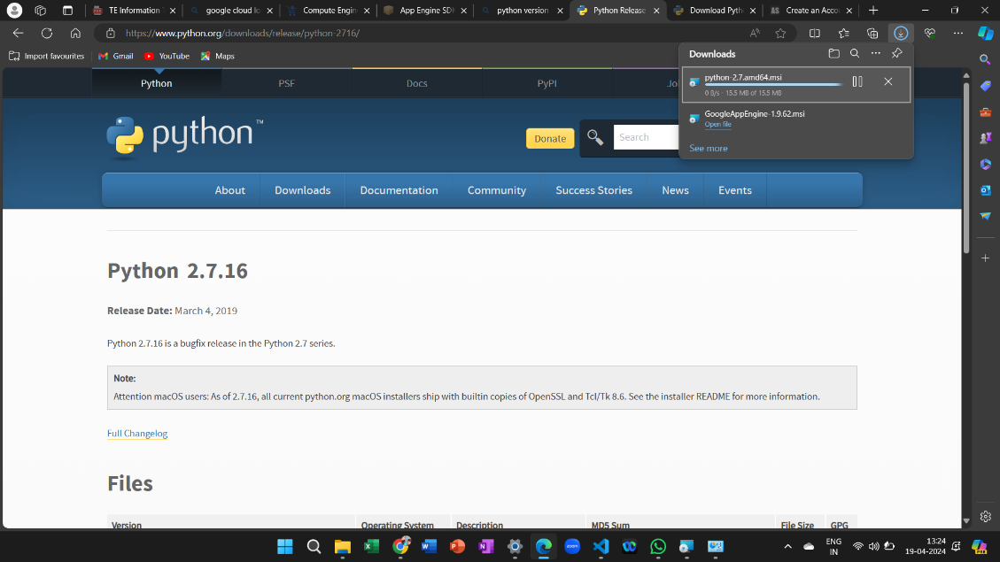 TE Information
google cloud lo
Compute Engin
App Engine SDK
python version
Python Release
Download Pyth
AS Create an Accou
https://www.python.org/downloads/release/python-2716/
Import favourites
Gmail
YouTube
Maps
Downloads
python-2.7.amd64.msi
0 B/s - 15.5 MB of 15.5 MB
GoogleAppEngine-1.9.62.msi
Open file
See more
Python
PSF
Docs
PyPI
Jo
python™
Donate
Search
About
Downloads
Documentation
Community
Success Stories
News
Events
Python 2.7.16
Release Date: March 4, 2019
Python 2.7.16 is a bugfix release in the Python 2.7 series.
Note:
Attention macOS users: As of 2.7.16, all current python.org macOS installers ship with builtin copies of OpenSSL and Tcl/Tk 8.6. See the installer README for more information.
Full Changelog
Files
Version
Operating System
Description
MD5 Sum
File Size
GPG
zoom
ENG
IN
13:24
19-04-2024